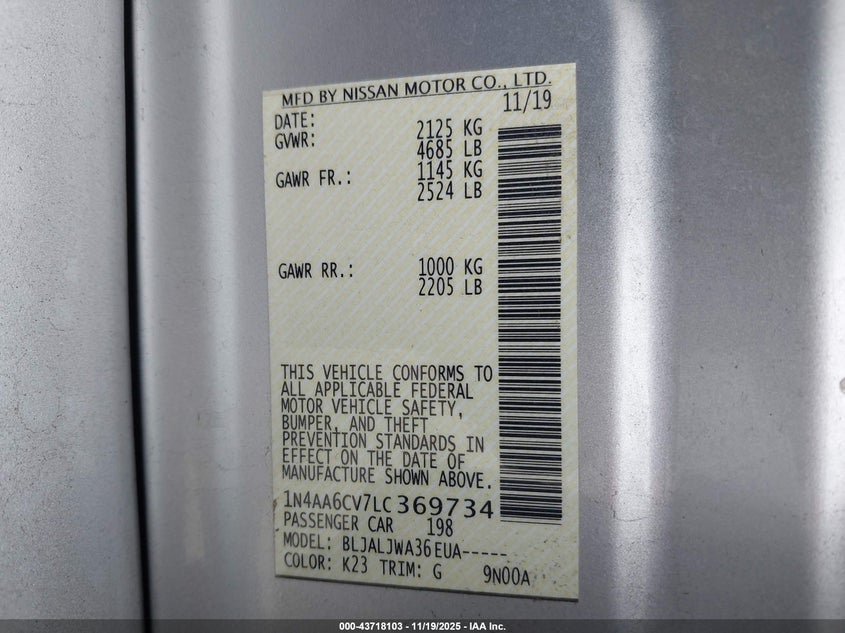 MFD BY NISSAN MOTOR CO., LTD.
DATE: 11/19
GVWR: 2125 KG
4685 LB
GAWR FR.: 1145 KG
2524 LB
GAWR RR.: 1000 KG
2205 LB
THIS VEHICLE CONFORMS TO
ALL APPLICABLE FEDERAL
MOTOR VEHICLE SAFETY,
BUMPER, AND THEFT
PREVENTION STANDARDS IN
EFFECT ON THE DATE OF
MANUFACTURE SHOWN ABOVE.
1N4AA6CV7LC369734
PASSENGER CAR 198
MODEL: BLJALJWA36EUA-----
COLOR: K23 TRIM: G 9N00A
000-43718103 - 11/19/2025 - IAA Inc.